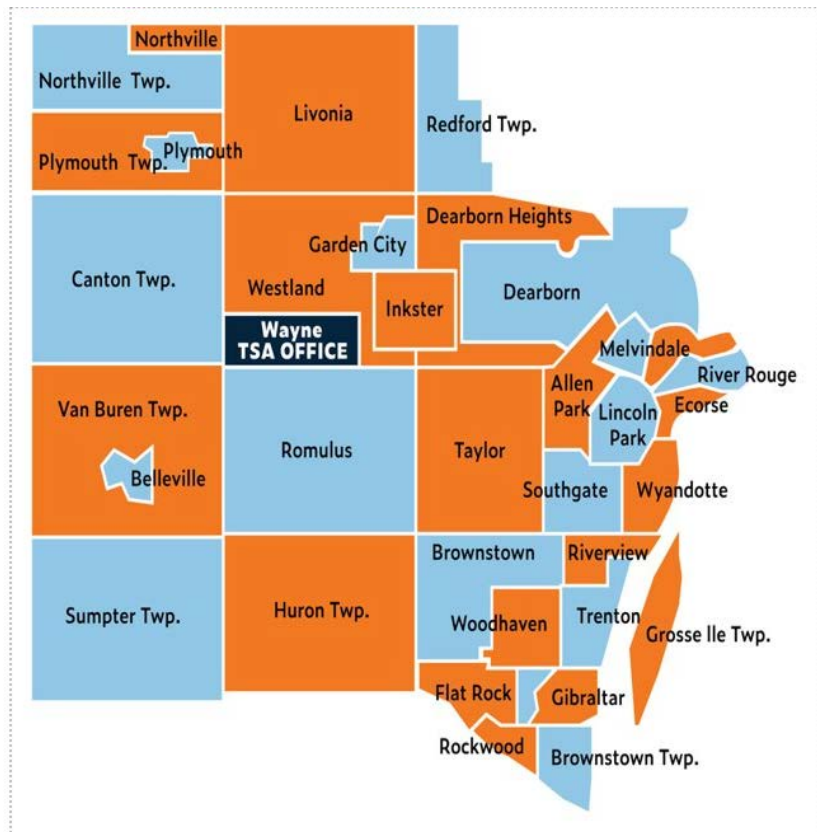 Northville
Northville Twp.
Livonia
Redford Twp.
Plymouth
Plymouth Twp.
Dearborn Heights
Garden City
Canton Twp.
Westland
Dearborn
Inkster
Wayne
TSA OFFICE
Melvindale
River Rouge
Allen
Park
Ecorse
Lincoln
Park
Van Buren Twp.
Romulus
Taylor
Belleville
Southgate
Wyandotte
Brownstown
Riverview
Sumpter Twp.
Huron Twp.
Woodhaven
Trenton
Grosse lle Twp.
Flat Rock
Gibraltar
Rockwood
Brownstown Twp.